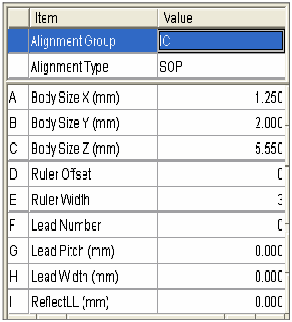 Item Value
Alignment Group IC
Alignment Type SOP
A Body Size X (mm) 1.250
B Body Size Y (mm) 2.000
C Body Size Z (mm) 5.550
D Ruler Offset 0
E Ruler Width 3
F Lead Number 0
G Lead Pitch (mm) 0.000
H Lead Width (mm) 0.000
I ReflectLL (mm) 0.000